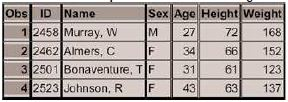 Obs ID Name Sex Age Height Weight
1 2458 Murray, W M 27 72 168
2 2462 Almers, C F 34 66 152
3 2501 Bonaventure, T F 31 61 123
4 2523 Johnson, R F 43 63 137